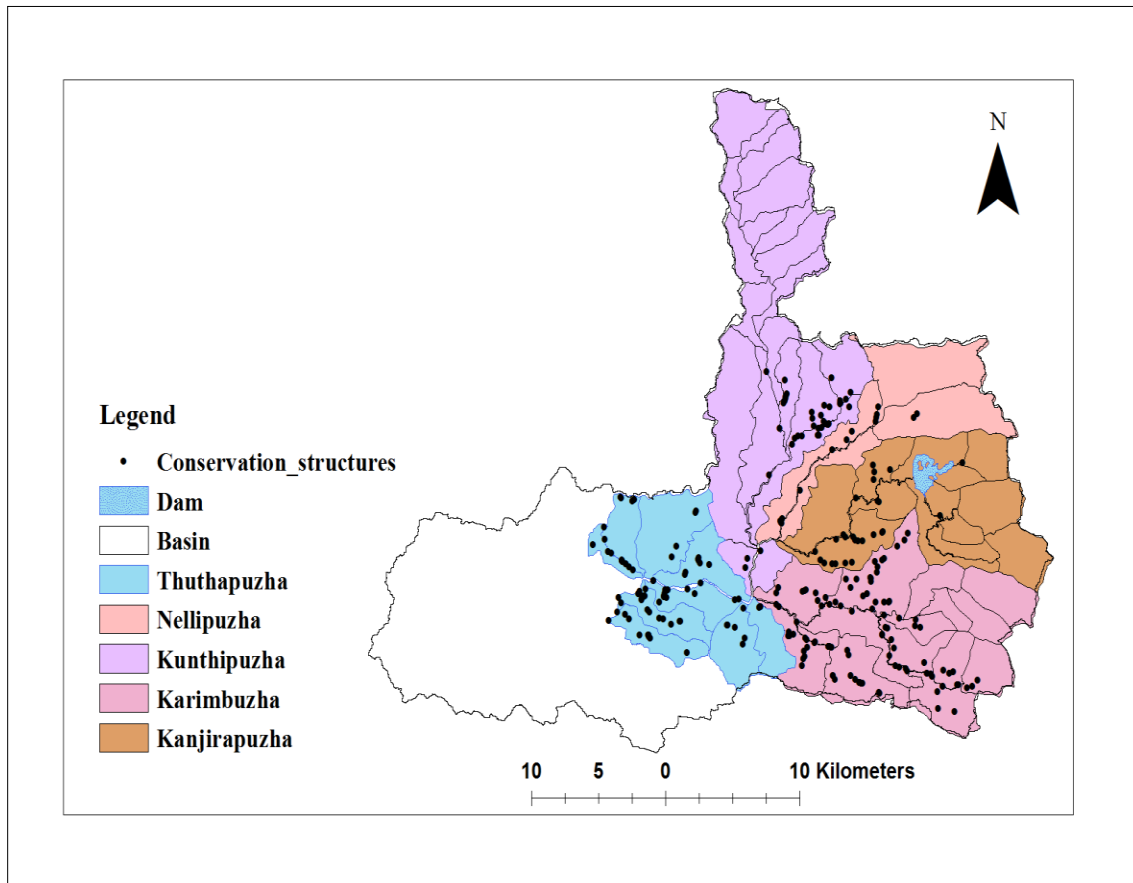 N
Legend
Conservation_structures
Dam
Basin
Thuthapuzha
Nellipuzha
Kunthipuzha
Karimbuzha
Kanjirapuzha
10 5 0 10 Kilometers